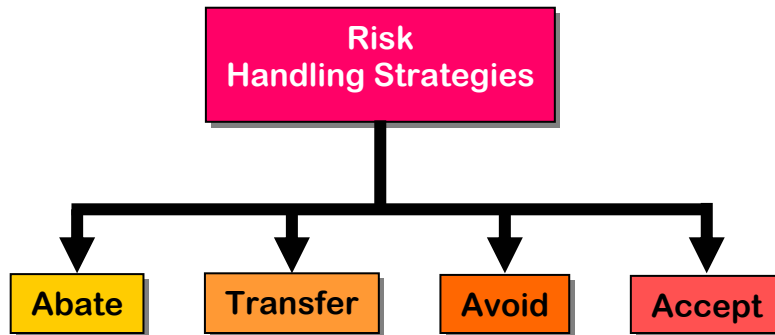 Risk
Handling Strategies
Abate
Transfer
Avoid
Accept